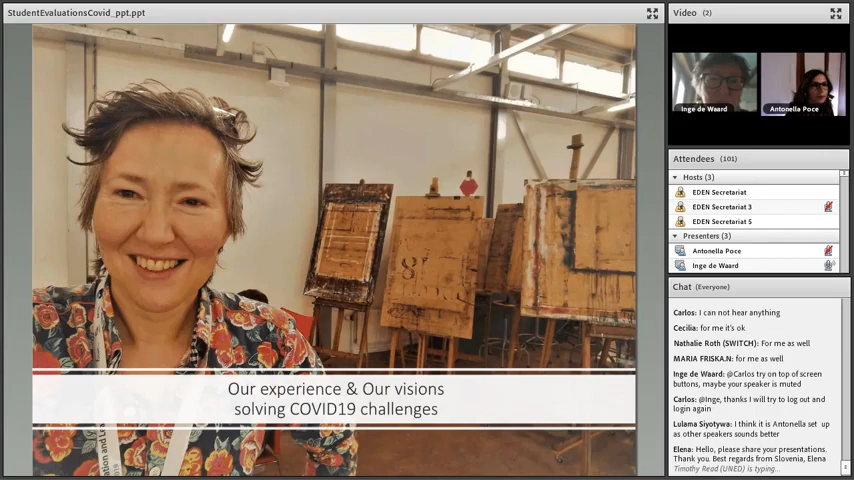 StudentEvaluationsCovid_ppt.ppt
Our experience & Our visions
solving COVID19 challenges
Video (2)
Inge de Waard
Antonella Poce
Attendees (101)
Hosts (3)
EDEN Secretariat
EDEN Secretariat 3
EDEN Secretariat 5
Presenters (3)
Antonella Poce
Inge de Waard
Chat (Everyone)
Carlos: I can not hear anything
Cecilia: for me it's ok
Nathalie Roth (SWITCH): For me as well
MARIA FRISKA.N: for me as well
Inge de Waard: @Carlos try on top of screen
buttons, maybe your speaker is muted
Carlos: @Inge, thanks I will try to log out and
login again
Lulama Siyotywa: I think it is Antonella set up
as other speakers sounds better
Elena: Hello, please share your presentations.
Thank you. Best regards from Slovenia, Elena
Timothy Read (UNED) is typing...